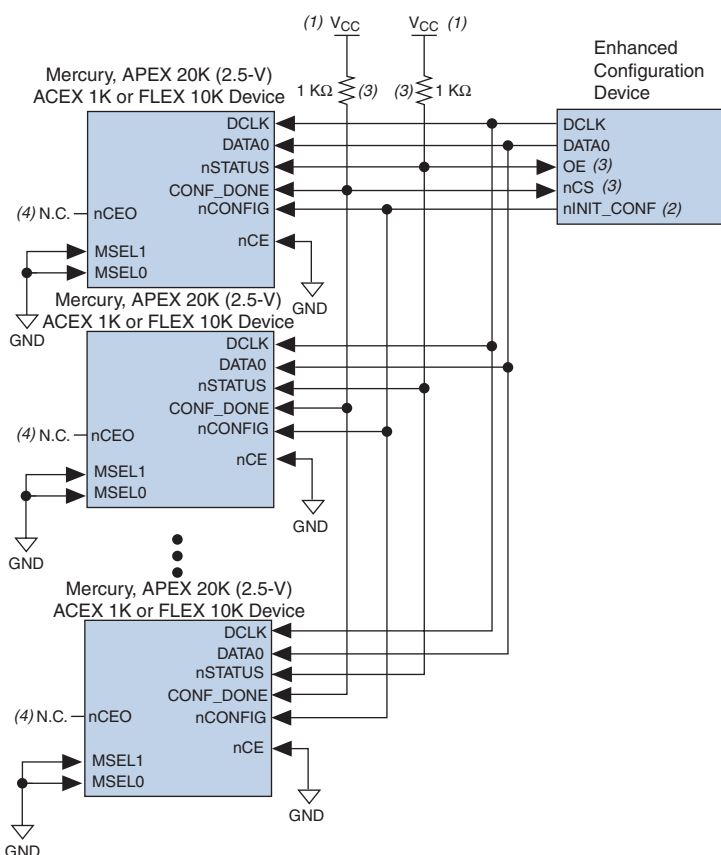 (1) VCC
VCC (1)
1 KΩ
(3)
(3)
1 KΩ
Enhanced
Configuration
Device
DCLK
DATA0
OE (3)
nCS (3)
nINIT_CONF (2)
Mercury, APEX 20K (2.5-V)
ACEX 1K or FLEX 10K Device
DCLK
DATA0
nSTATUS
CONF_DONE
nCONFIG
nCE
(4) N.C.
nCEO
MSEL1
MSEL0
GND
GND
Mercury, APEX 20K (2.5-V)
ACEX 1K or FLEX 10K Device
DCLK
DATA0
nSTATUS
CONF_DONE
nCONFIG
nCE
(4) N.C.
nCEO
MSEL1
MSEL0
GND
GND
Mercury, APEX 20K (2.5-V)
ACEX 1K or FLEX 10K Device
DCLK
DATA0
nSTATUS
CONF_DONE
nCONFIG
nCE
(4) N.C.
nCEO
MSEL1
MSEL0
GND
GND